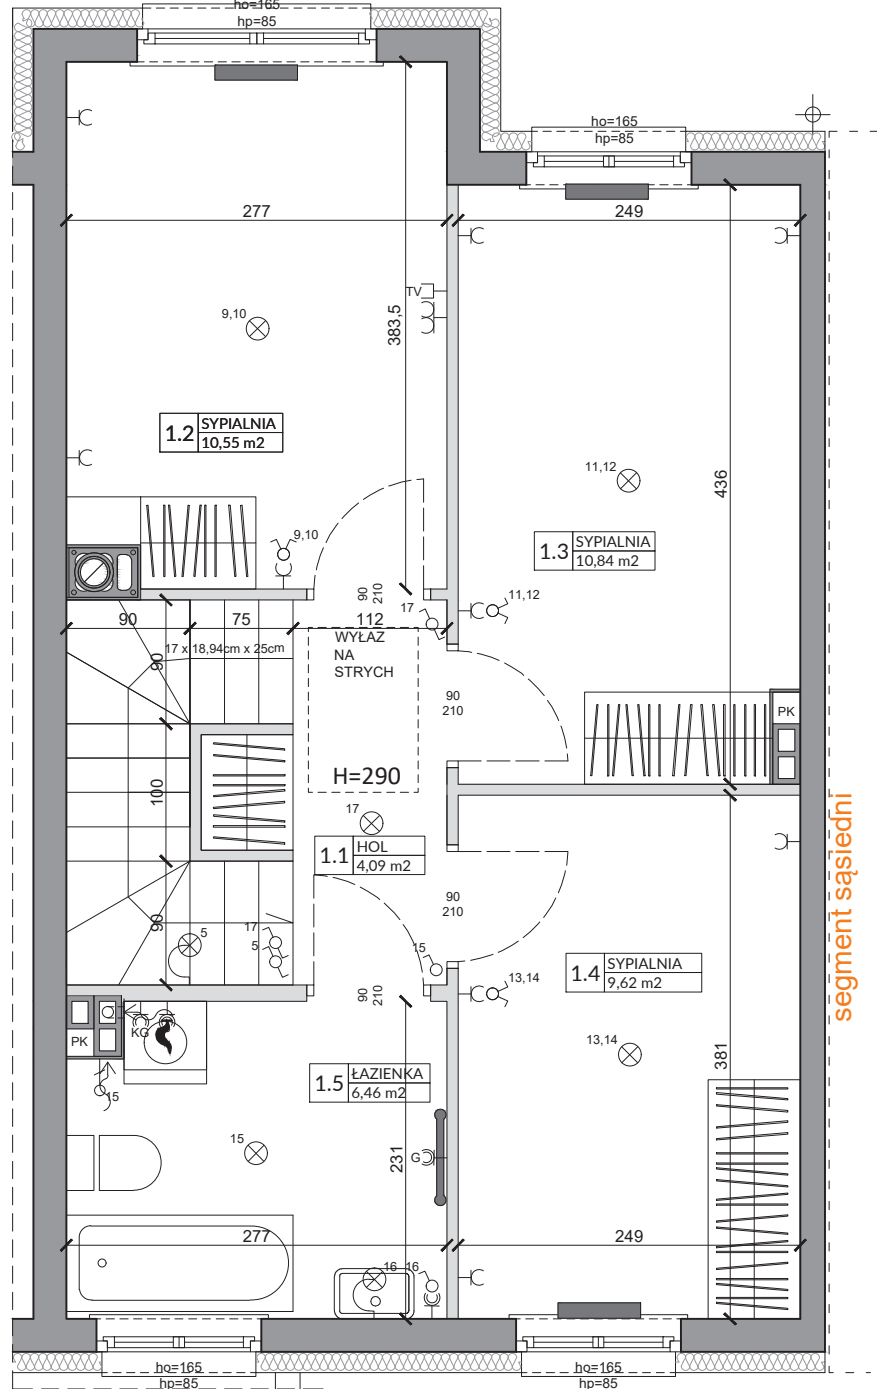 ho=165
hp=85
ho=165
hp=85
277
249
TV
383,5
9,10
1.2 SYPIALNIA
10,55 m2
11,12
436
9,10
1.3 SYPIALNIA
10,84 m2
90
210
11,12
17
90
75
112
WYŁAZ
NA
STRYCH
17 x 18,94cm x 25cm
90
90
210
PK
H=290
100
17
1.1 HOL
4,09 m2
90
210
90
5
17
5
15
1.4 SYPIALNIA
9,62 m2
13,14
90
210
segment sąsiedni
KG
PK
13,14
381
1.5 ŁAZIENKA
6,46 m2
15
15
G
231
277
249
16
16
ho=165
hp=85
ho=165
hp=85